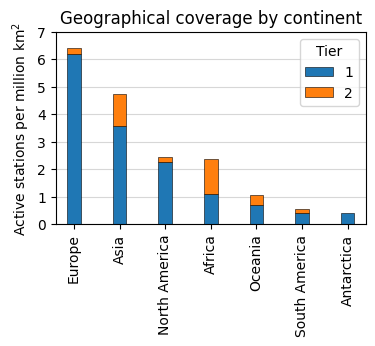 Geographical coverage by continent
Active stations per million km²
7
6
5
4
3
2
1
0
Tier
1
2
Europe
Asia
North America
Africa
Oceania
South America
Antarctica